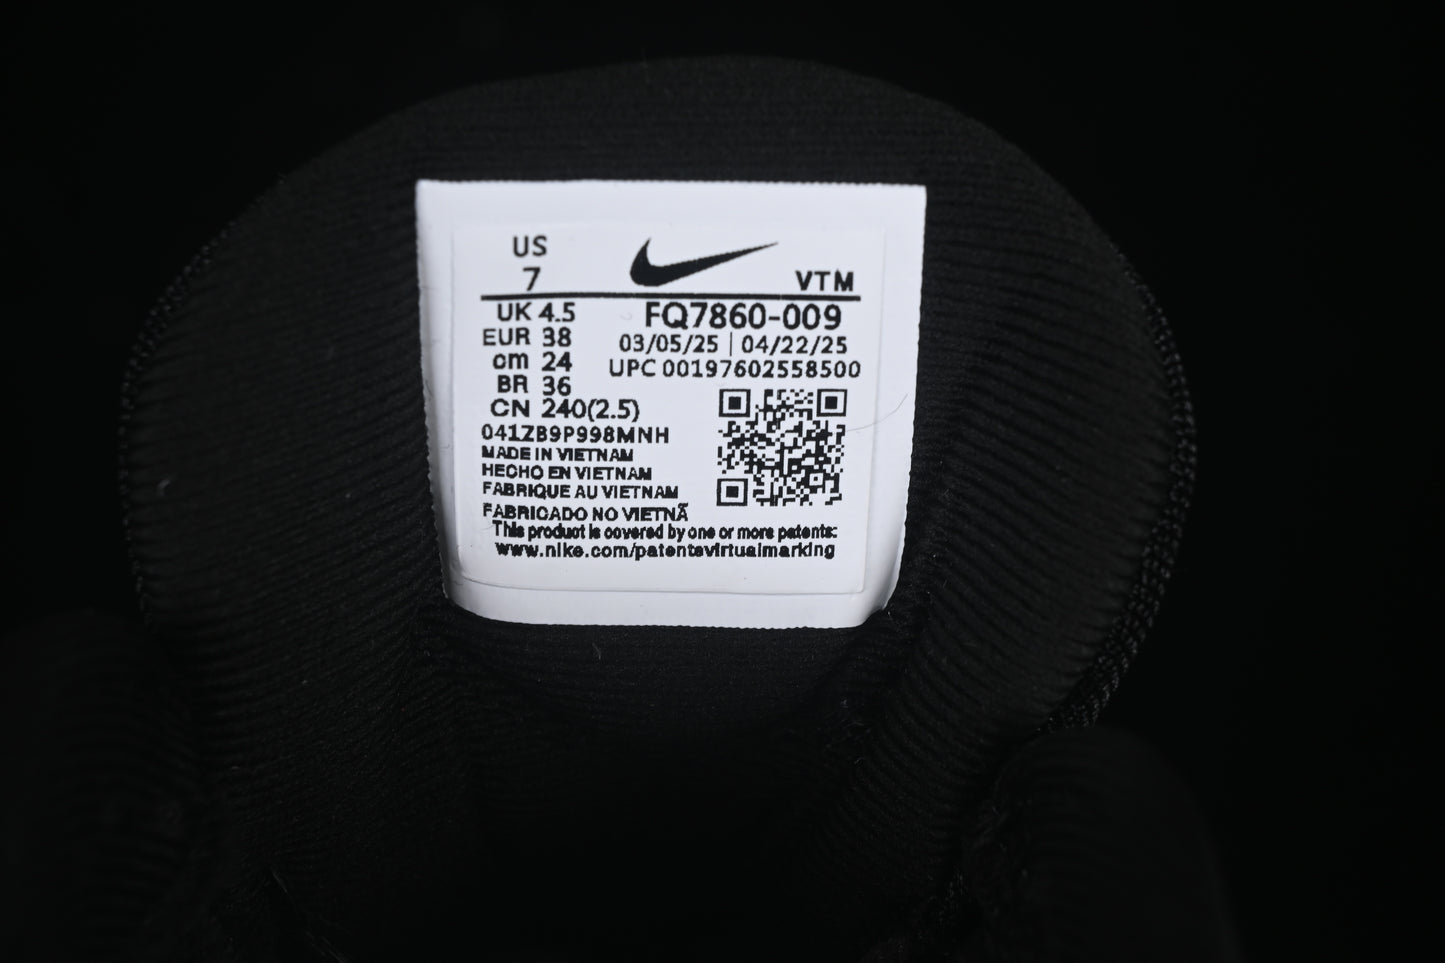 US
7
VTM
UK 4.5
EUR 38
cm 24
BR 36
CN 240(2.5)
FQ7860-009
03/05/25 | 04/22/25
UPC 00197602558500
041ZB9P998MNH
MADE IN VIETNAM
HECHO EN VIETNAM
FABRIQUE AU VIETNAM
FABRICADO NO VIETNÃ
This product is covered by one or more patents:
www.nike.com/patentsvirtualmarking